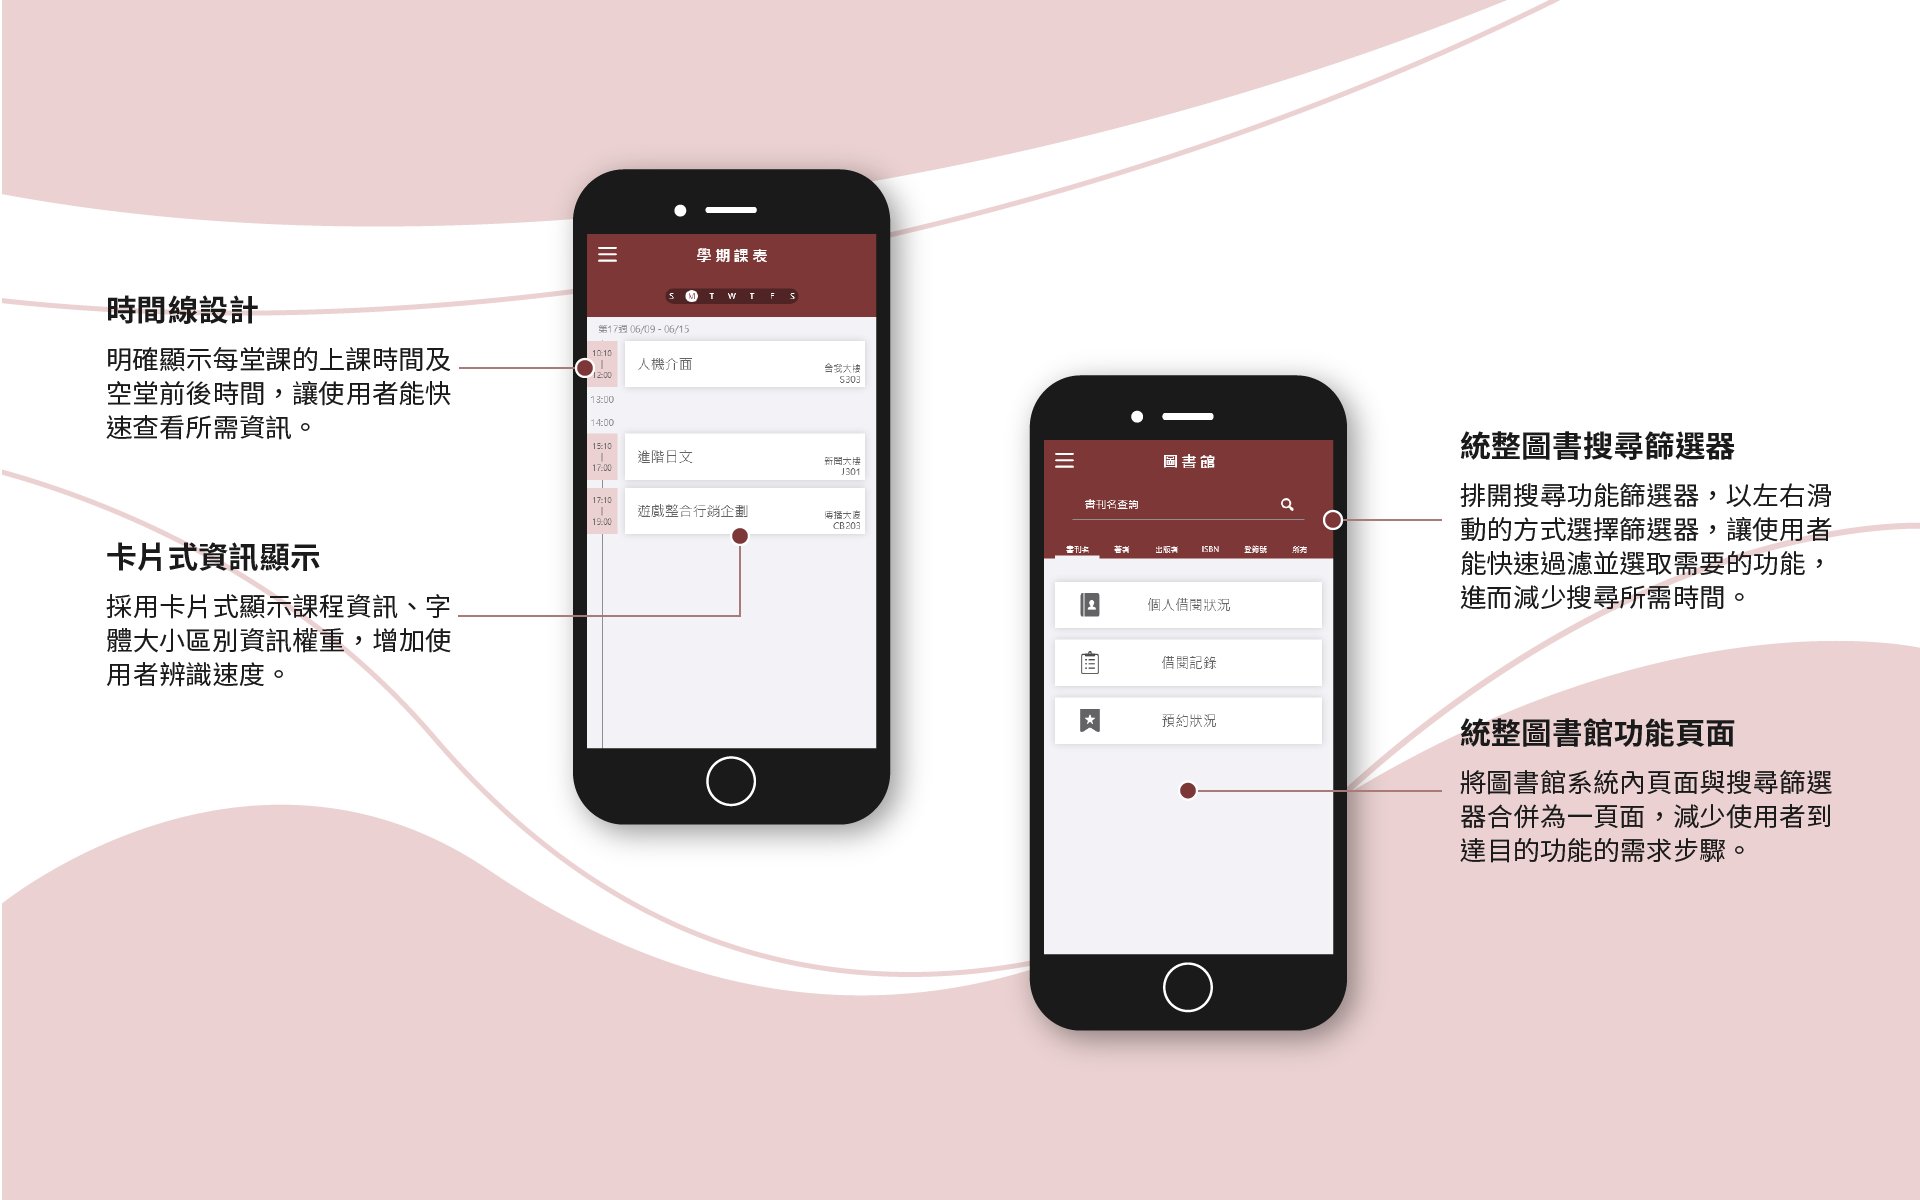 時間線設計
明確顯示每堂課的上課時間及
空堂前後時間，讓使用者能快
速查看所需資訊。
卡片式資訊顯示
採用卡片式顯示課程資訊、字
體大小區別資訊權重，增加使
用者辨識速度。
學期課表
S M T W T F S
第17週 06/09 - 06/15
10:10
|
12:00
人機介面
舍我大樓
S303
13:00
14:00
15:10
|
17:00
進階日文
新聞大樓
J301
17:10
|
19:00
遊戲整合行銷企劃
傳播大廈
CB203
圖書館
書刊名查詢
書刊名 著者 出版者 ISBN 登錄號 所有
個人借閱狀況
借閱記錄
預約狀況
統整圖書搜尋篩選器
排開搜尋功能篩選器，以左右滑
動的方式選擇篩選器，讓使用者
能快速過濾並選取需要的功能，
進而減少搜尋所需時間。
統整圖書館功能頁面
將圖書館系統內頁面與搜尋篩選
器合併為一頁面，減少使用者到
達目的功能的需求步驟。